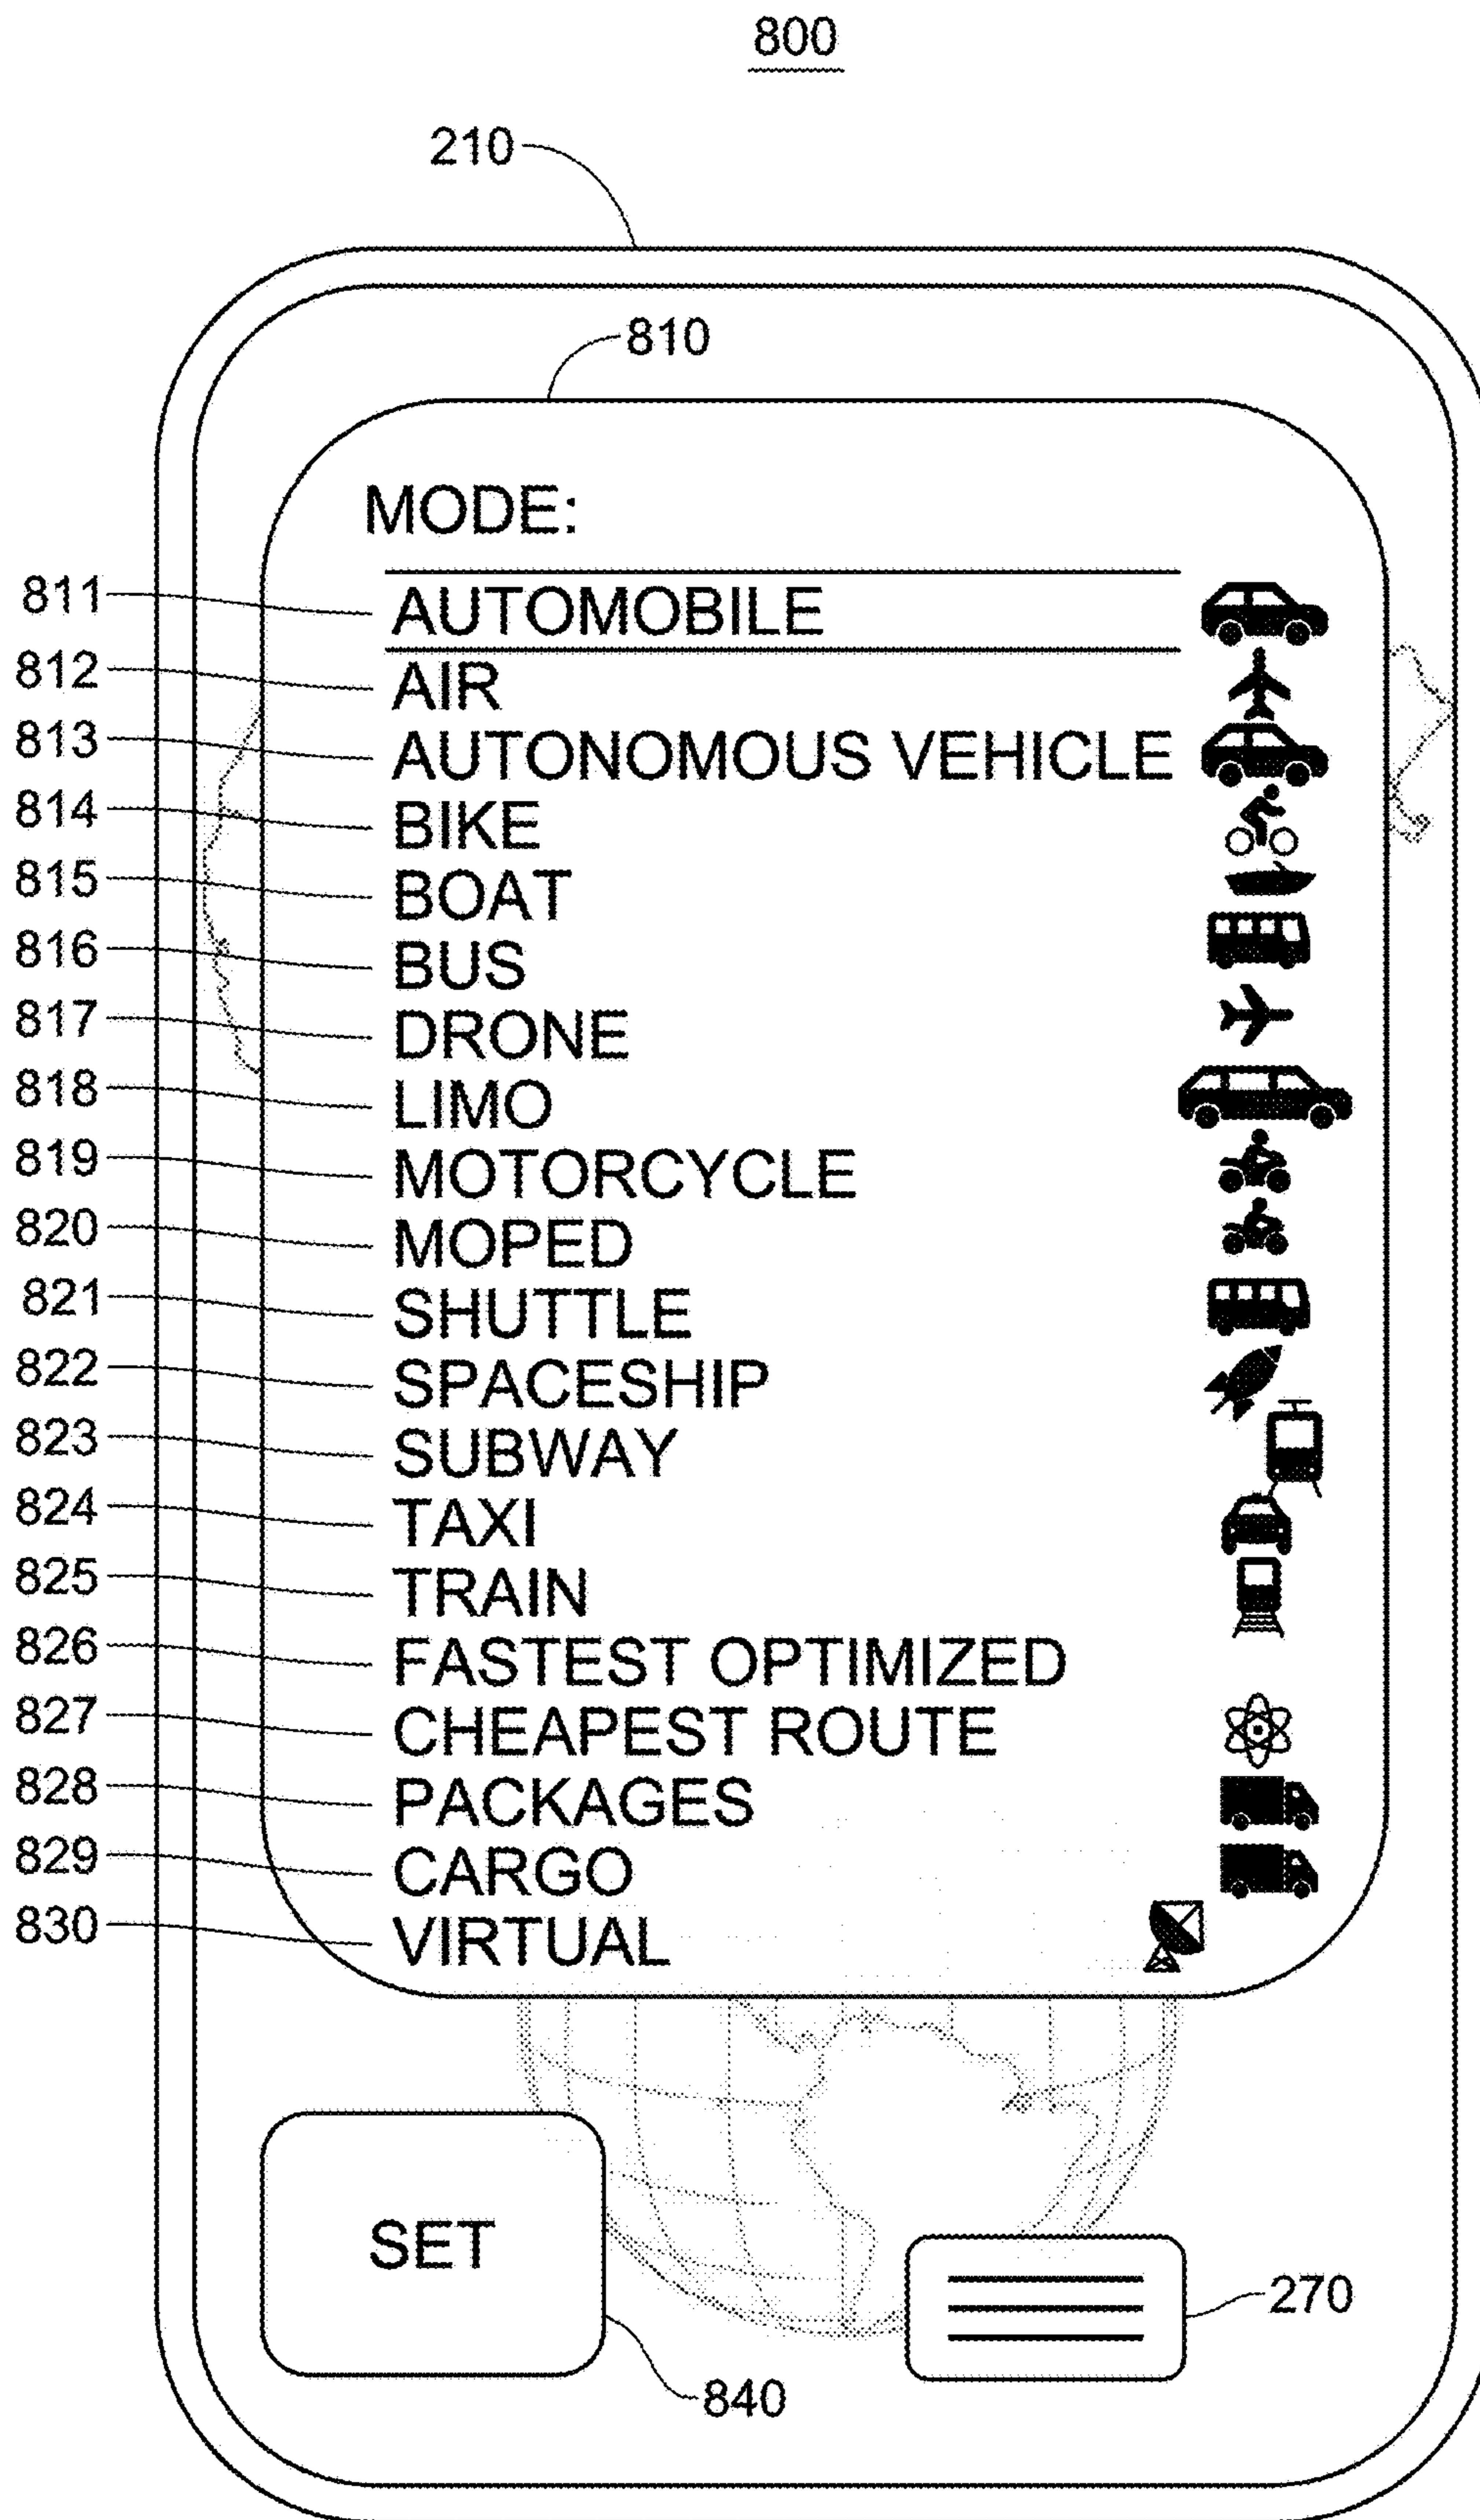 800
210
810
MODE:
811 AUTOMOBILE
812 AIR
813 AUTONOMOUS VEHICLE
814 BIKE
815 BOAT
816 BUS
817 DRONE
818 LIMO
819 MOTORCYCLE
820 MOPED
821 SHUTTLE
822 SPACESHIP
823 SUBWAY
824 TAXI
825 TRAIN
826 FASTEST OPTIMIZED
827 CHEAPEST ROUTE
828 PACKAGES
829 CARGO
830 VIRTUAL
SET
270
840